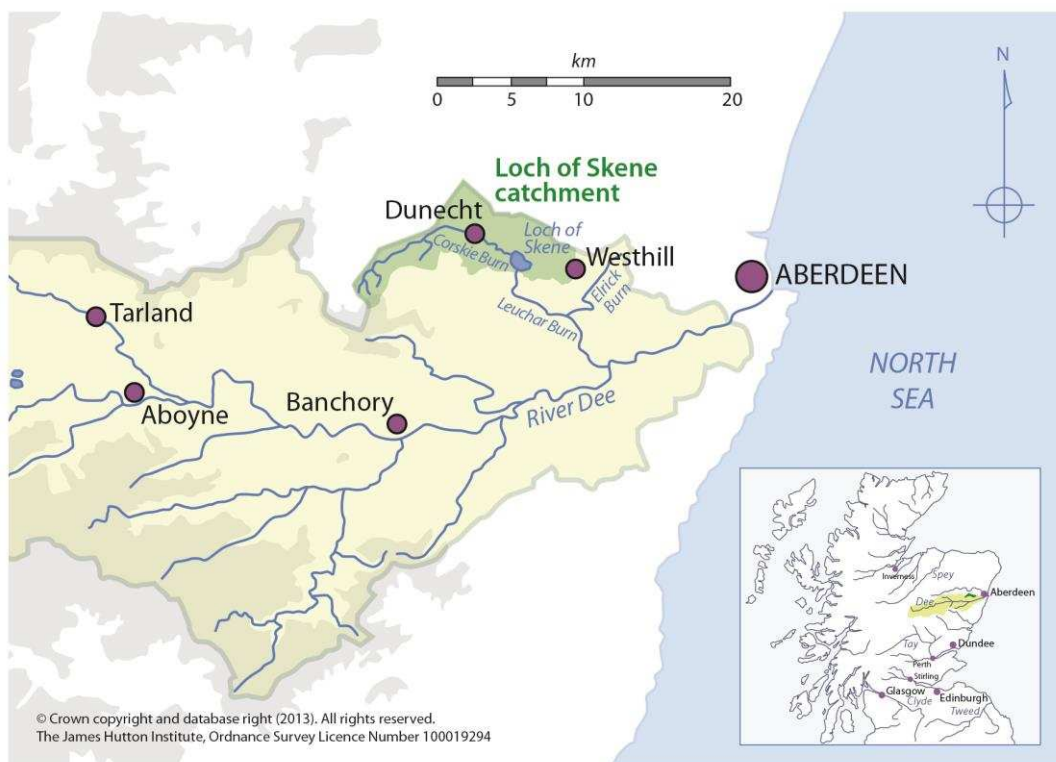 km
0 5 10 20
N
Loch of Skene
catchment
Dunecht
Loch of
Skene
Corskie Burn
Westhill
Elrick
Burn
ABERDEEN
Leuchar Burn
Tarland
NORTH
SEA
Aboyne
Banchory
River Dee
Inverness
Spey
Dee
Aberdeen
Tay
Dundee
Perth
Stirling
Glasgow
Clyde
Edinburgh
Tweed
© Crown copyright and database right (2013). All rights reserved.
The James Hutton Institute, Ordnance Survey Licence Number 100019294